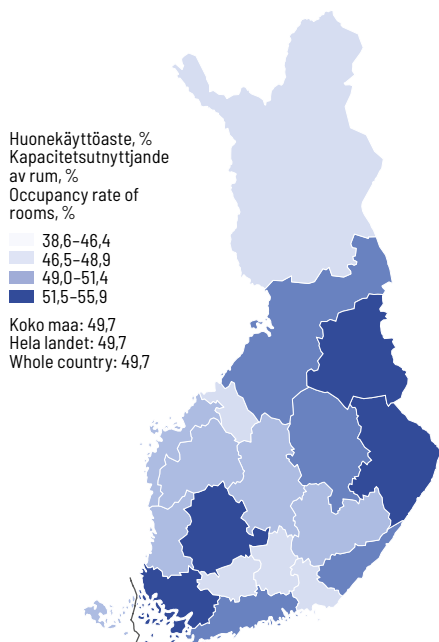 Huonekäyttöaste, %
Kapacitetsutnyttjande
av rum, %
Occupancy rate of
rooms, %
38,6–46,4
46,5–48,9
49,0–51,4
51,5–55,9
Koko maa: 49,7
Hela landet: 49,7
Whole country: 49,7